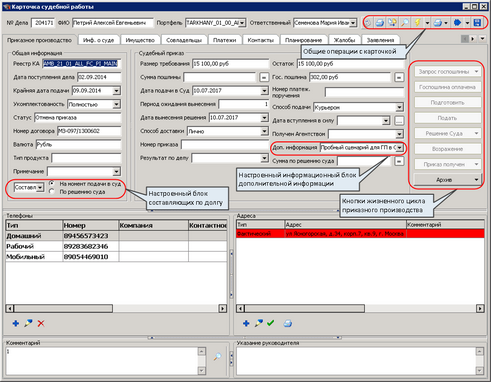 Карточка судебной работы
№ Дела 204171 ФИО Петрий Алексей Евгеньевич Портфель TARKHANY_01_00_A Ответственный Семенова Мария Иван
Общие операции с карточкой
Приказное производство Инф. о суде Имущество Совладельцы Платежи Контакты Планирование Жалобы Заявления
Общая информация
Реестр КА AMB_21_01_ALL_FC_PI_MAIN
Дата поступления дела 02.09.2014
Крайняя дата подачи 09.09.2014
Укомплектованность Полностью
Статус Отмена приказа
Номер договора МЗ-097/1300602
Валюта Рубль
Тип продукта
Примечание
Составл
На момент подачи в суд
По решению суда
Судебный приказ
Размер требования 15 100,00 руб
Остаток 15 100,00 руб
Сумма пошлины
Гос. пошлина 302,00 руб
Дата подачи в Суд 10.07.2017
Номер платеж. поручения
Период ожидания вынесения 1
Способ подачи Курьером
Дата вынесения решения 10.07.2017
Дата вступления в силу
Способ доставки Лично
Получен Агентством
Номер приказа
Доп. информация Пробный сценарий для ГП в С
Результат по делу
Сумма по решению суда
Запрос госпошлины
Госпошлина оплачена
Подготовить
Подать
Решение Суда
Возражение
Приказ получен
Архив
Настроенный блок составляющих по долгу
Настроенный информационный блок дополнительной информации
Кнопки жизненного цикла приказного производства
Телефоны
Тип Номер Компания Контактное
Домашний 89456573423
Рабочий 89283682346
Мобильный 89054469010
Адреса
Тип Адрес Комментарий
Фактический
Комментарий
1
Указание руководителя